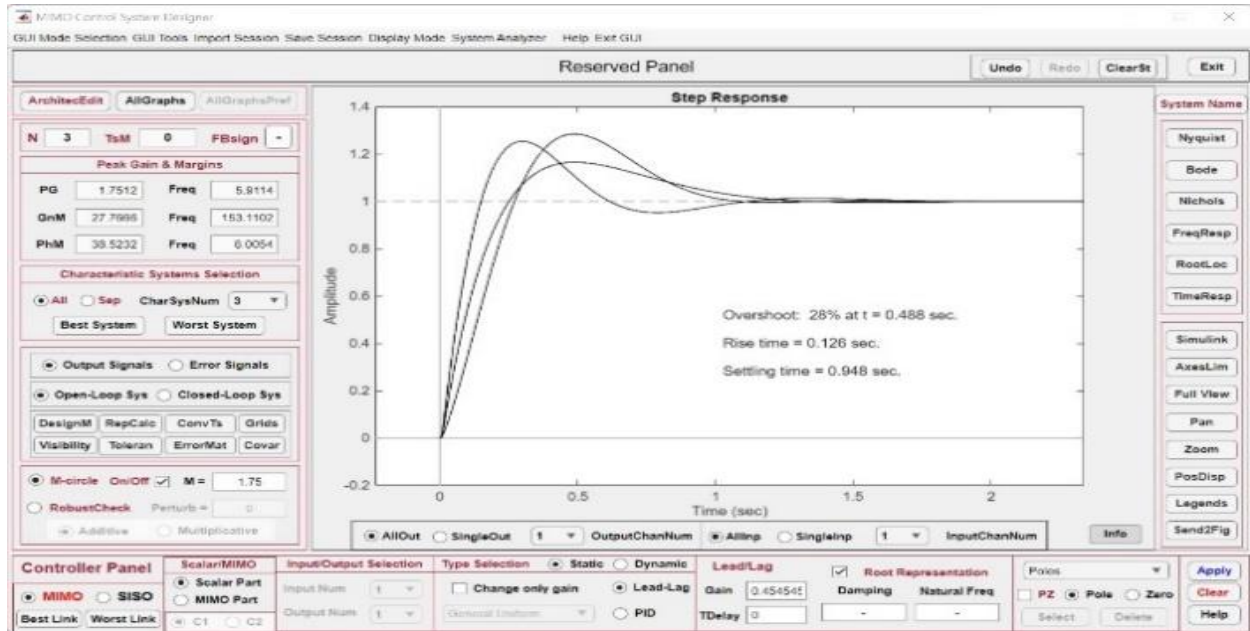 MIMO Control System Designer
GUI Mode Selection GUI Tools Import Session Save Session Display Mode System Analyzer Help Exit GUI
Reserved Panel
Undo Redo ClearSt Exit
ArchitecEdit AllGraphs AllGraphsPref
N 3 TsM 0 FBsign -
Peak Gain & Margins
PG 1.7512 Freq 5.9114
GnM 27.7695 Freq 153.1102
PhM 38.5232 Freq 6.0054
Characteristic Systems Selection
All Sep CharSysNum 3
Best System Worst System
Output Signals Error Signals
Open-Loop Sys Closed-Loop Sys
DesignM RepCalc ConvTs Grids
Visibility Toleran ErrorMat Covar
M-circle On/Off M = 1.75
RobustCheck Perturb = 0
Additive Multiplicative
Step Response
1.4
1.2
1
0.8
0.6
0.4
0.2
0
-0.2
Amplitude
Overshoot: 28% at t = 0.488 sec.
Rise time = 0.126 sec.
Settling time = 0.948 sec.
0 0.5 1 1.5 2
Time (sec)
AllOut SingleOut 1 OutputChanNum AllInp SingleInp 1 InputChanNum Info
System Name
Nyquist
Bode
Nichols
FreqResp
RootLoc
TimeResp
Simulink
AxesLim
Full View
Pan
Zoom
PosDisp
Legends
Send2Fig
Controller Panel
MIMO SISO
Best Link Worst Link
Scalar/MIMO
Scalar Part
MIMO Part
C1 C2
Input/Output Selection
Input Num 1
Output Num 1
Type Selection Static Dynamic
Change only gain Lead-Lag
General Uniform PID
Lead/Lag
Gain 0.454545
TDelay 0
Root Representation
Damping Natural Freq
- -
Poles
PZ Pole Zero
Select Delete
Apply
Clear
Help